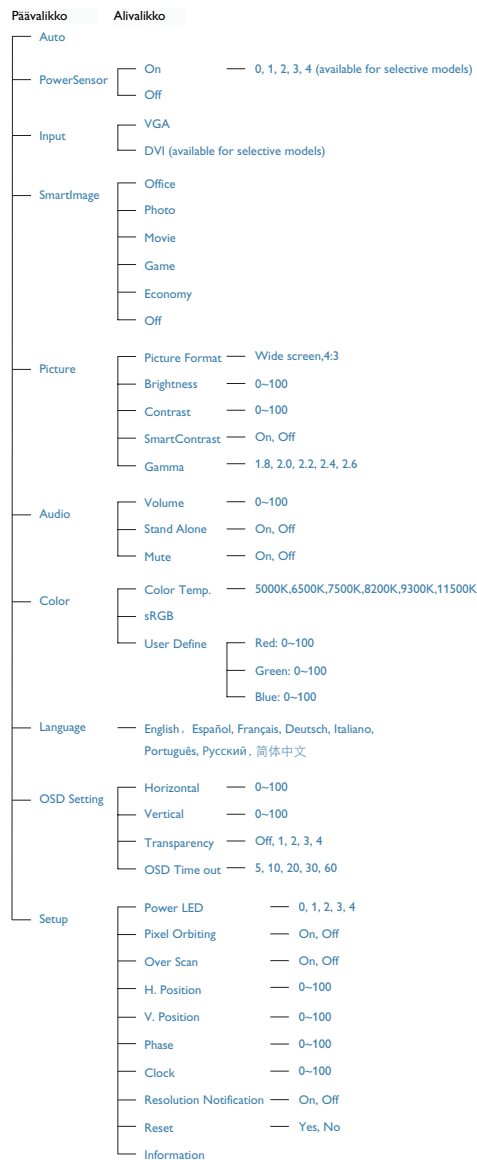 Päävalikko Alivalikko
Auto
PowerSensor On 0, 1, 2, 3, 4 (available for selective models)
Off
Input VGA
DVI (available for selective models)
SmartImage Office
Photo
Movie
Game
Economy
Off
Picture Picture Format Wide screen,4:3
Brightness 0~100
Contrast 0~100
SmartContrast On, Off
Gamma 1.8, 2.0, 2.2, 2.4, 2.6
Audio Volume 0~100
Stand Alone On, Off
Mute On, Off
Color Color Temp. 5000K,6500K,7500K,8200K,9300K,11500K
sRGB
User Define Red: 0~100
Green: 0~100
Blue: 0~100
Language English, Español, Français, Deutsch, Italiano,
Português, Русский, 简体中文
OSD Setting Horizontal 0~100
Vertical 0~100
Transparency Off, 1, 2, 3, 4
OSD Time out 5, 10, 20, 30, 60
Setup Power LED 0, 1, 2, 3, 4
Pixel Orbiting On, Off
Over Scan On, Off
H. Position 0~100
V. Position 0~100
Phase 0~100
Clock 0~100
Resolution Notification On, Off
Reset Yes, No
Information